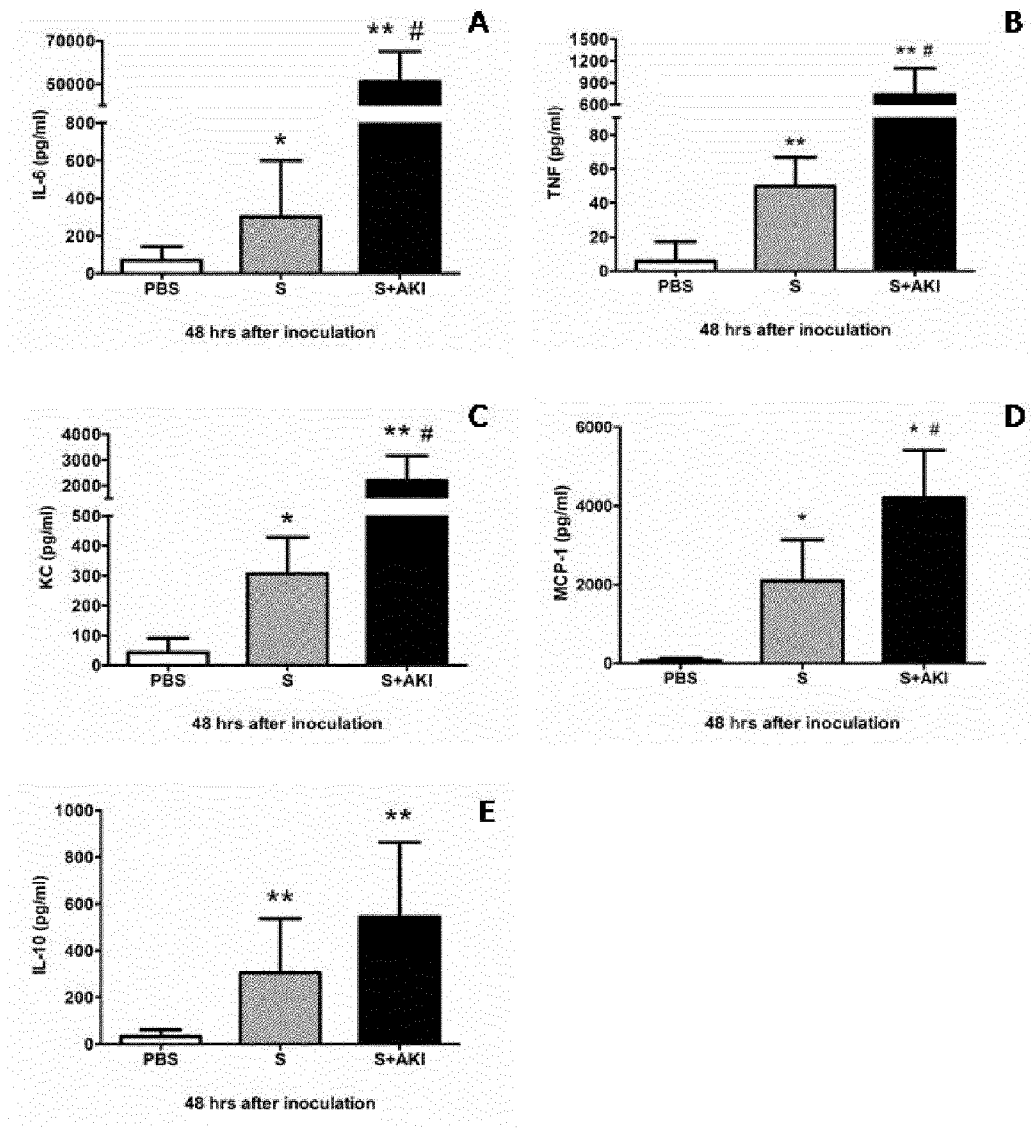 A
** #
70000
50000
800
600
400
200
0
IL-6 (pg/ml)
*
PBS S S+AKI
48 hrs after inoculation
B
** #
1500
1200
900
600
80
60
40
20
0
TNF (pg/ml)
**
PBS S S+AKI
48 hrs after inoculation
C
** #
4000
3000
2000
500
400
300
200
100
0
KC (pg/ml)
*
PBS S S+AKI
48 hrs after inoculation
D
* #
6000
4000
2000
0
MCP-1 (pg/ml)
*
PBS S S+AKI
48 hrs after inoculation
E
**
1000
800
600
400
200
0
IL-10 (pg/ml)
**
PBS S S+AKI
48 hrs after inoculation